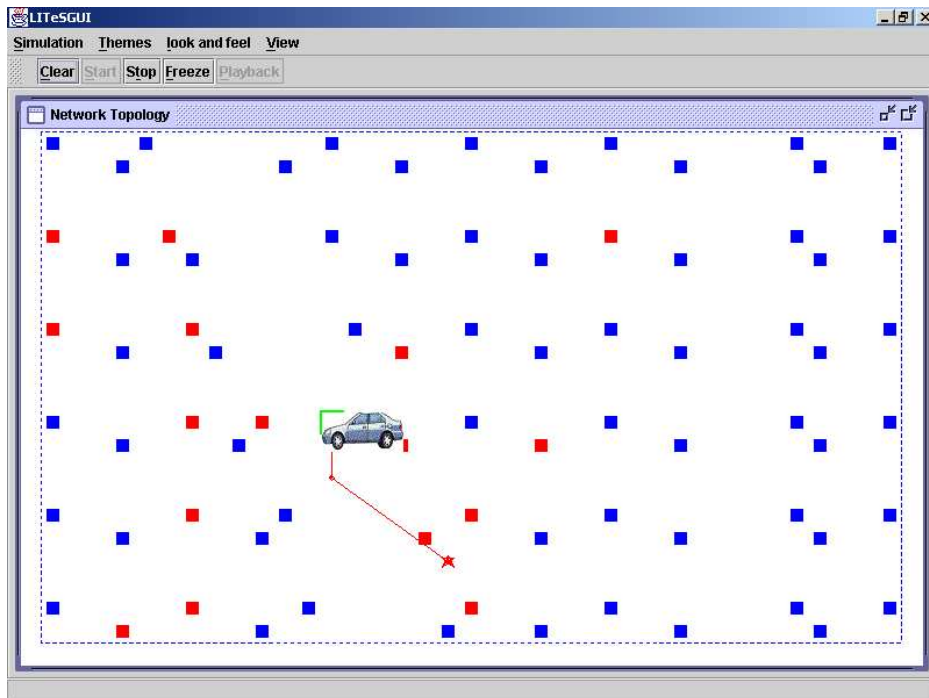 LITeSGUI
Simulation Themes look and feel View
Clear Start Stop Freeze Playback
Network Topology